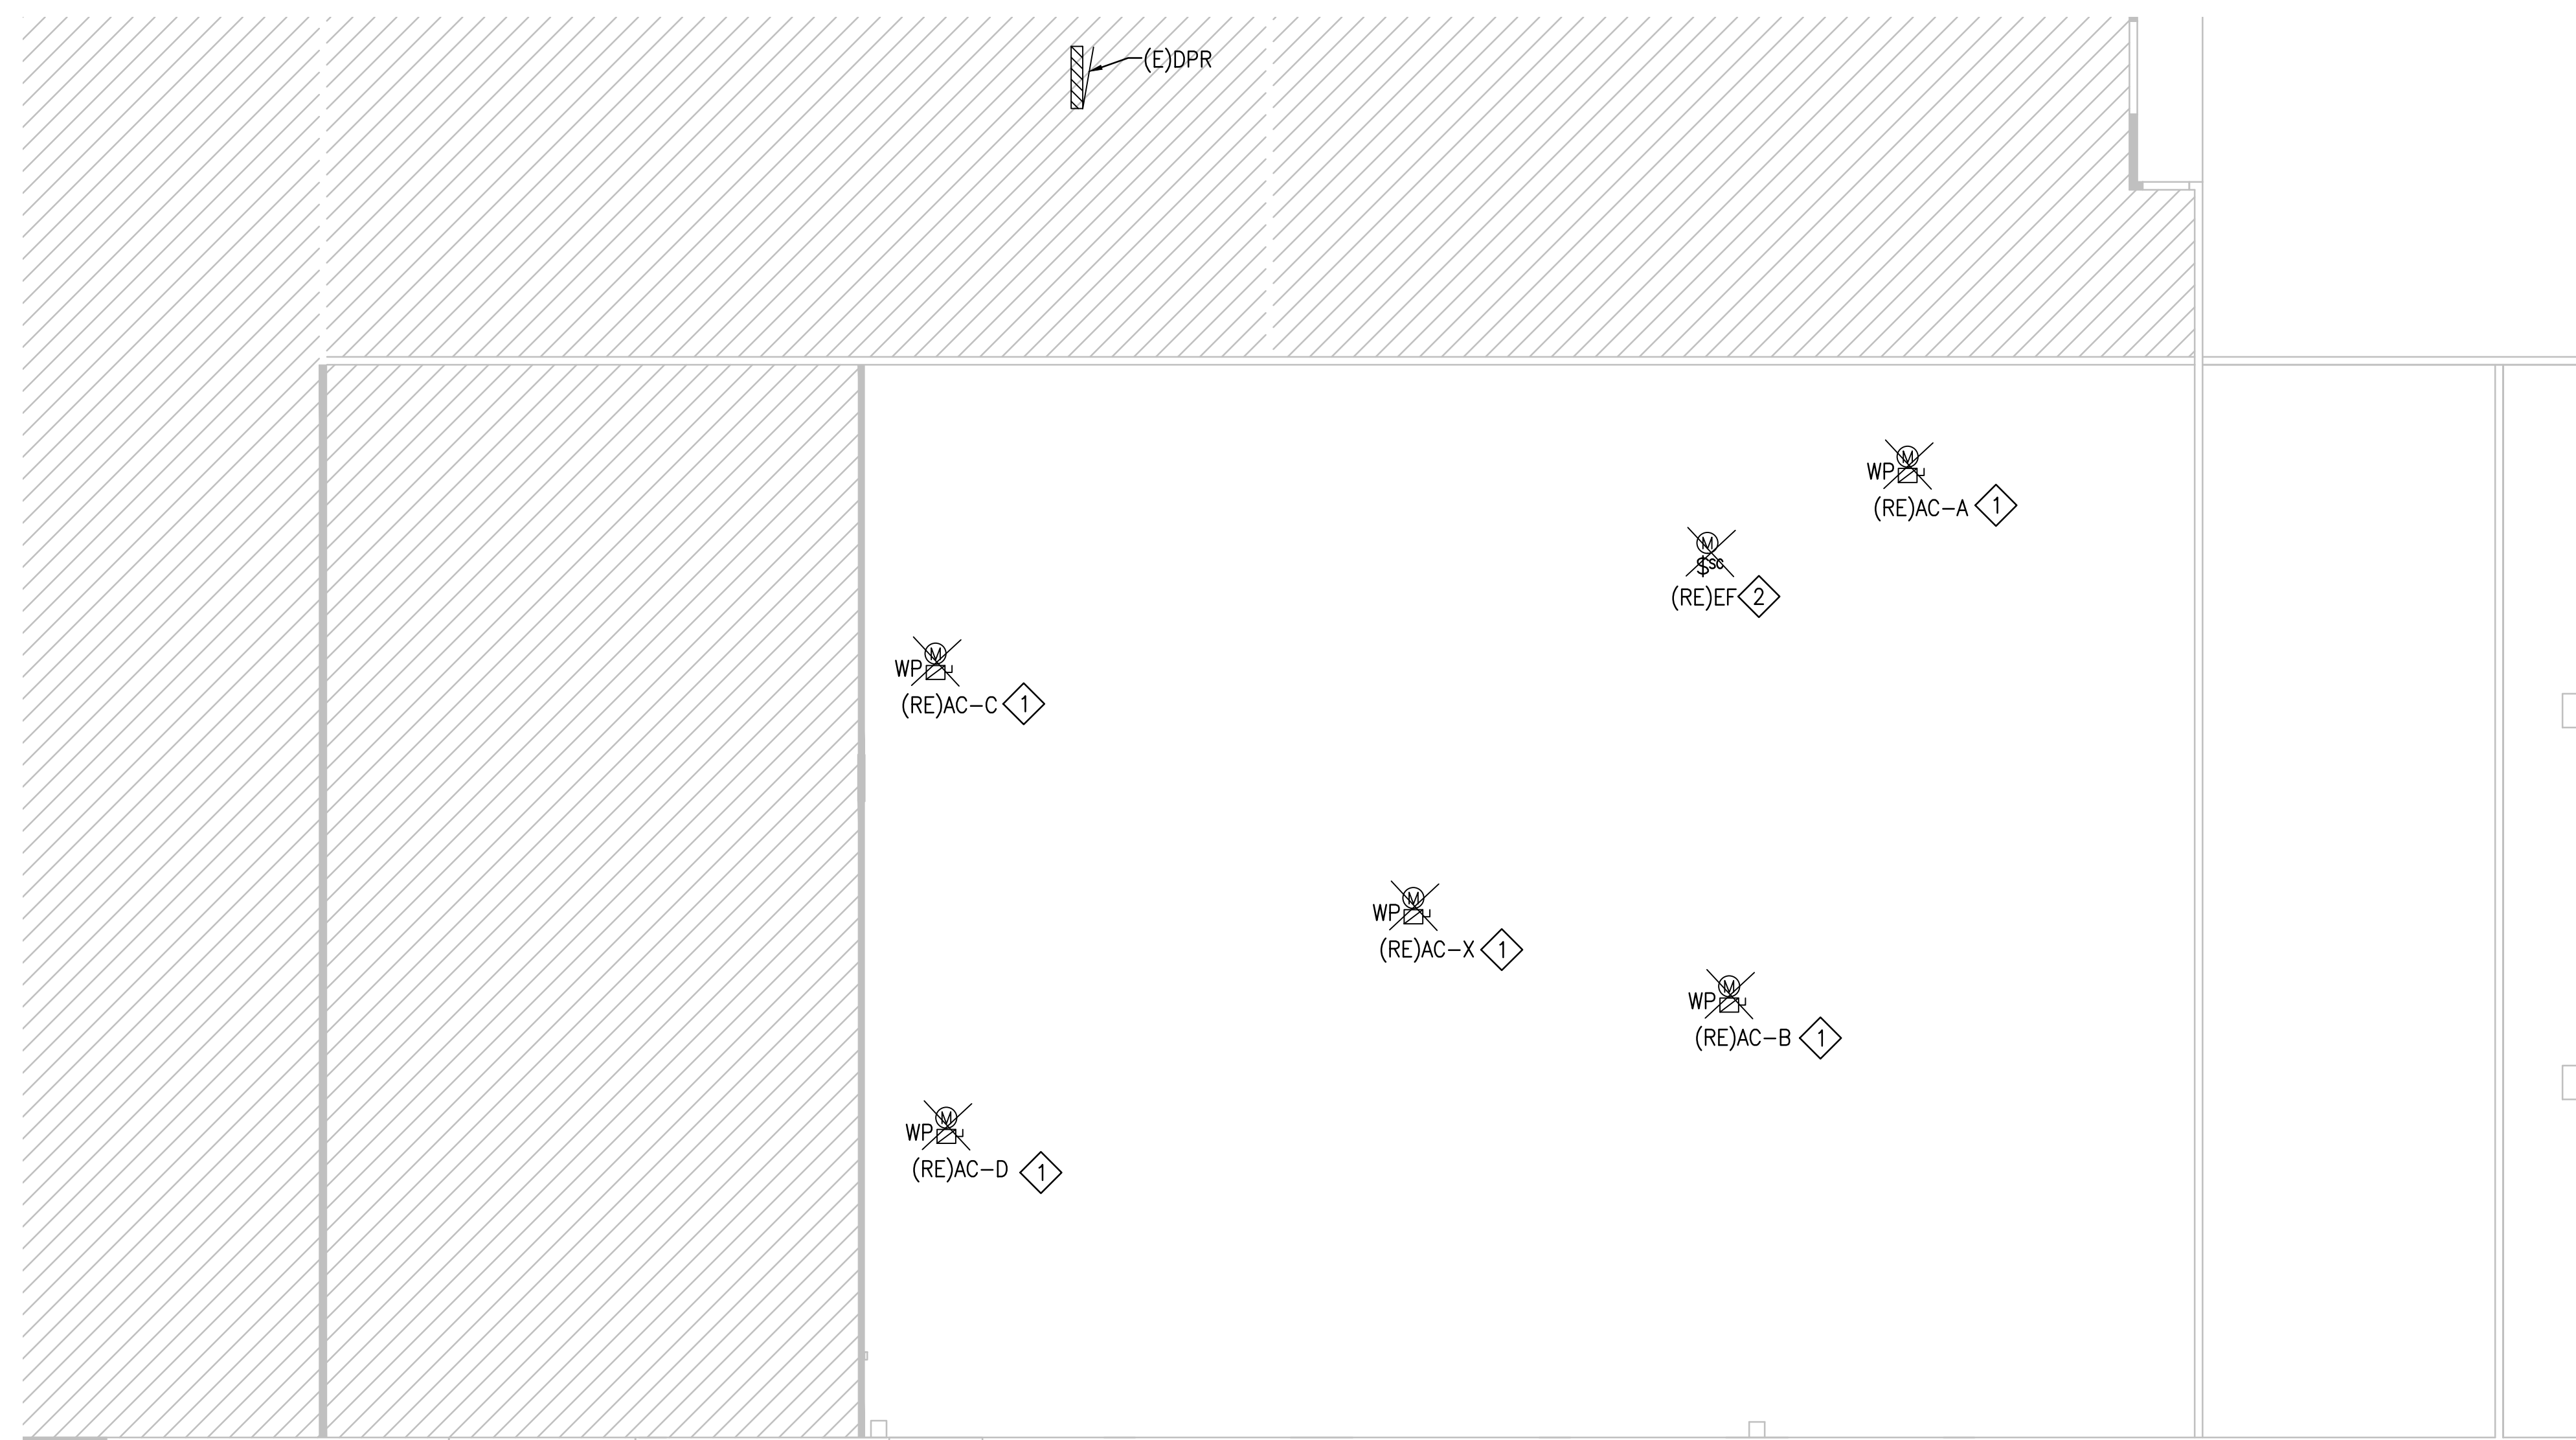 (E)DPR
M
WP
(RE)AC-A 1
M
$SC
(RE)EF 2
M
WP
(RE)AC-C 1
M
WP
(RE)AC-X 1
M
WP
(RE)AC-B 1
M
WP
(RE)AC-D 1